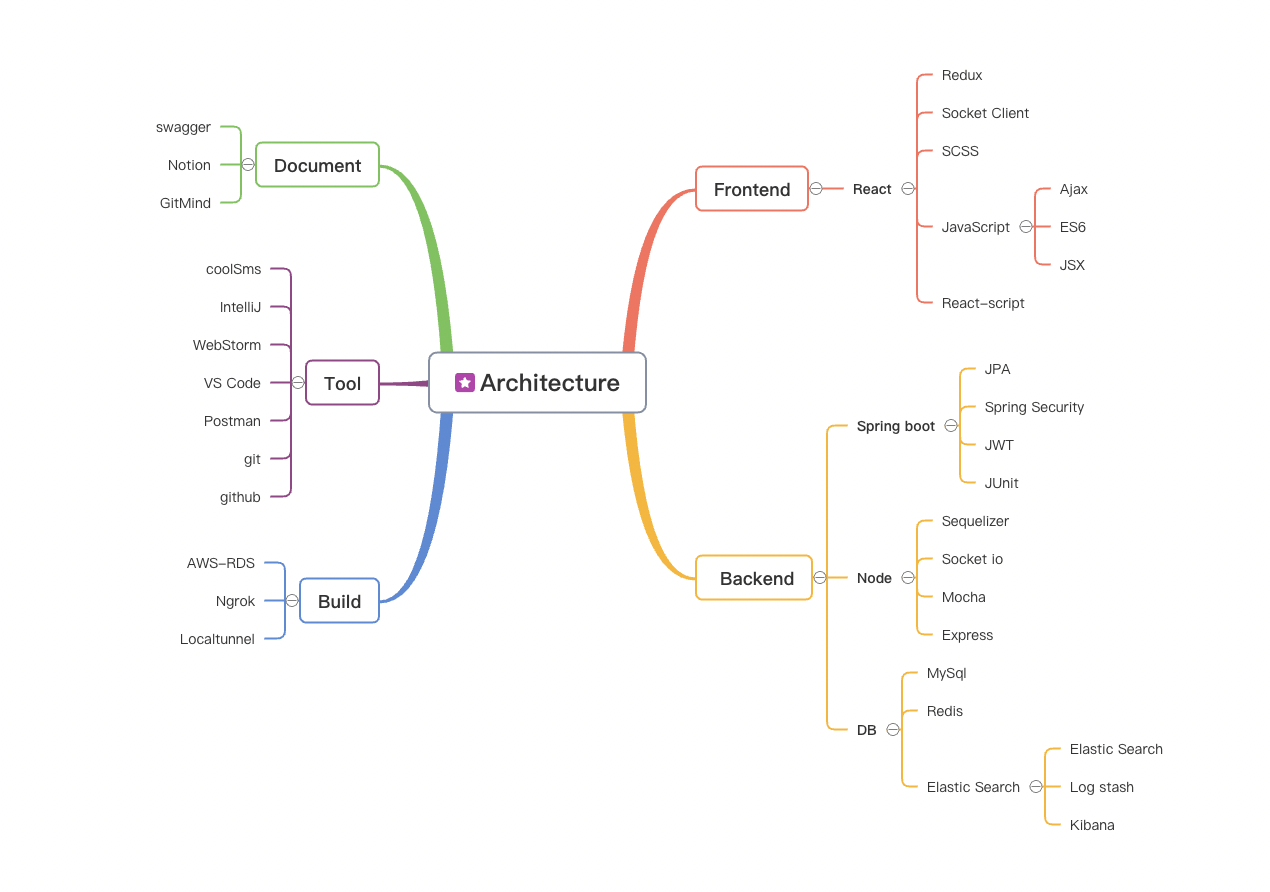 Architecture
Document
swagger
Notion
GitMind
Tool
coolSms
IntelliJ
WebStorm
VS Code
Postman
git
github
Build
AWS-RDS
Ngrok
Localtunnel
Frontend
React
Redux
Socket Client
SCSS
JavaScript
Ajax
ES6
JSX
React-script
Backend
Spring boot
JPA
Spring Security
JWT
JUnit
Node
Sequelizer
Socket io
Mocha
Express
DB
MySql
Redis
Elastic Search
Elastic Search
Log stash
Kibana